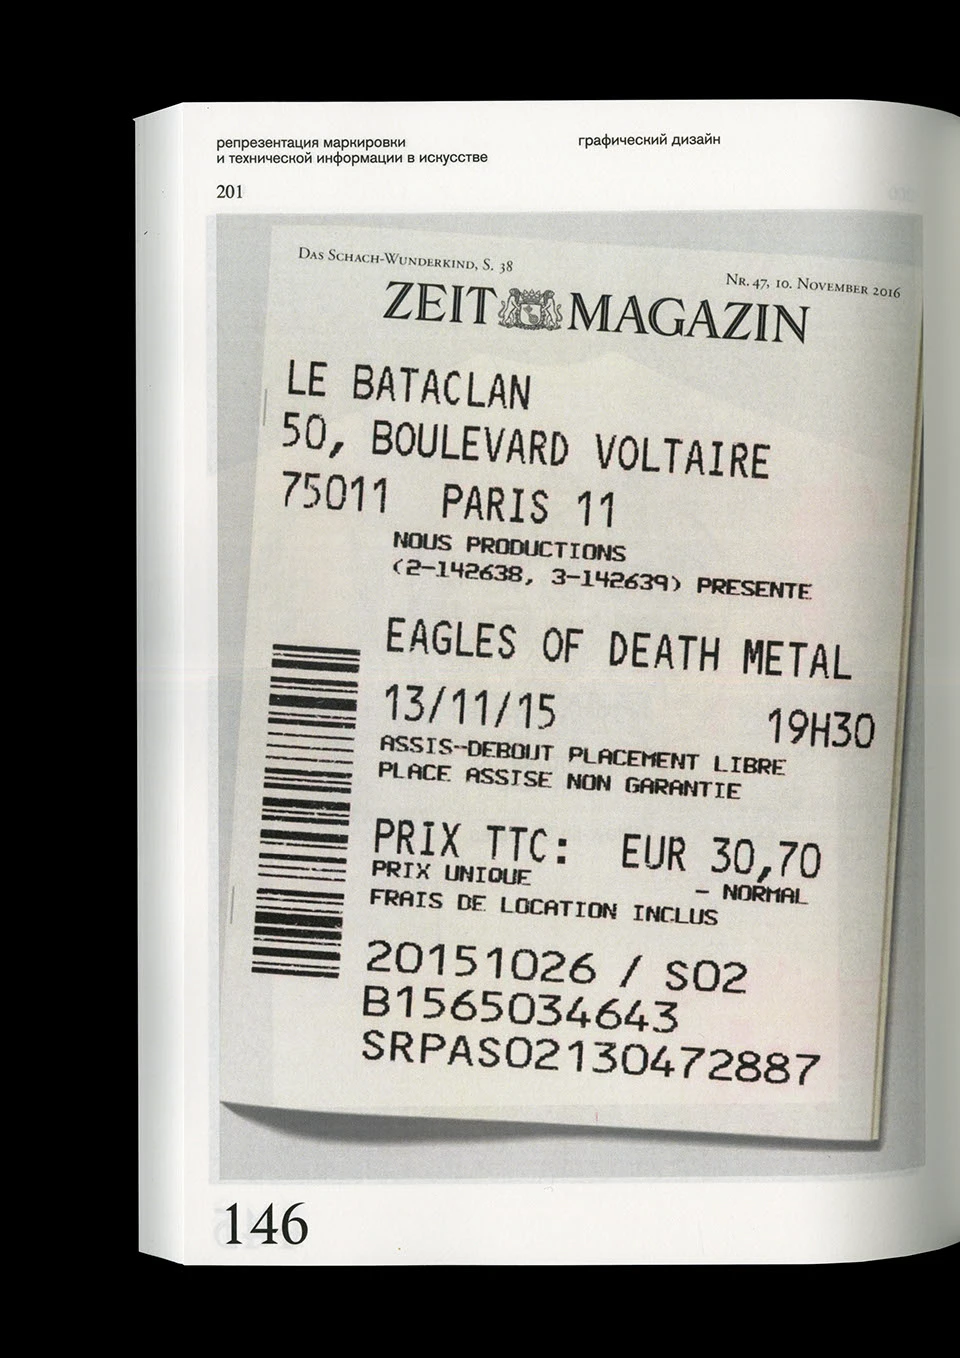 репрезентация маркировки
и технической информации в искусстве
графический дизайн
201
Das Schach-Wunderkind, S. 38
Nr. 47, 10. November 2016
ZEIT MAGAZIN
LE BATACLAN
50, BOULEVARD VOLTAIRE
75011 PARIS 11
NOUS PRODUCTIONS
(2-142638, 3-142639) PRESENTE
EAGLES OF DEATH METAL
13/11/15 19H30
ASSIS-DEBOUT PLACEMENT LIBRE
PLACE ASSISE NON GARANTIE
PRIX TTC: EUR 30,70
PRIX UNIQUE - NORMAL
FRAIS DE LOCATION INCLUS
20151026 / S02
B1565034643
SRPAS02130472887
146